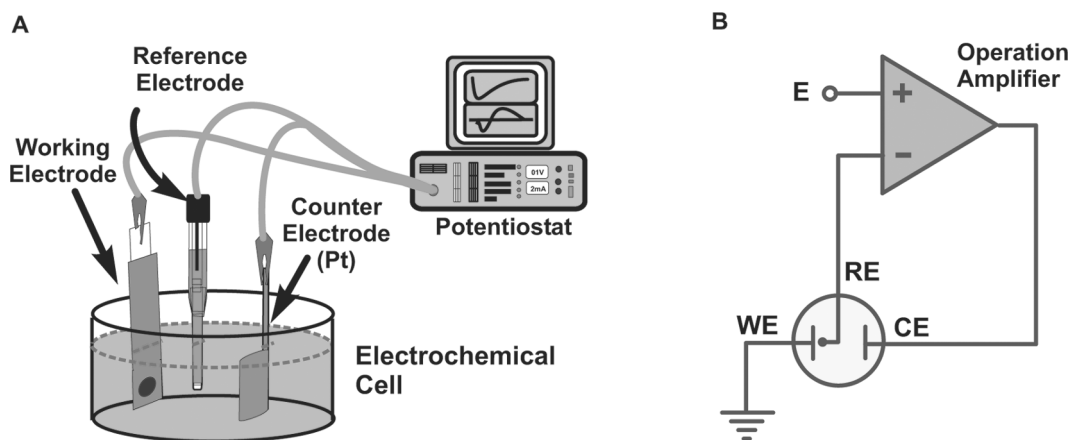 A
Reference
Electrode
Working
Electrode
Counter
Electrode
(Pt)
01V
2mA
Potentiostat
Electrochemical
Cell
B
Operation
Amplifier
E
+
−
RE
WE
CE